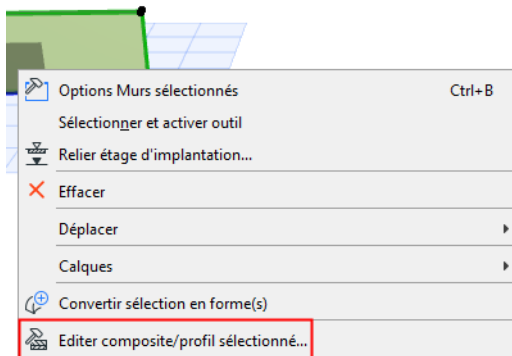 Options Murs sélectionnés Ctrl+B
Sélectionner et activer outil
Relier étage d'implantation...
Effacer
Déplacer
Calques
Convertir sélection en forme(s)
Editer composite/profil sélectionné...